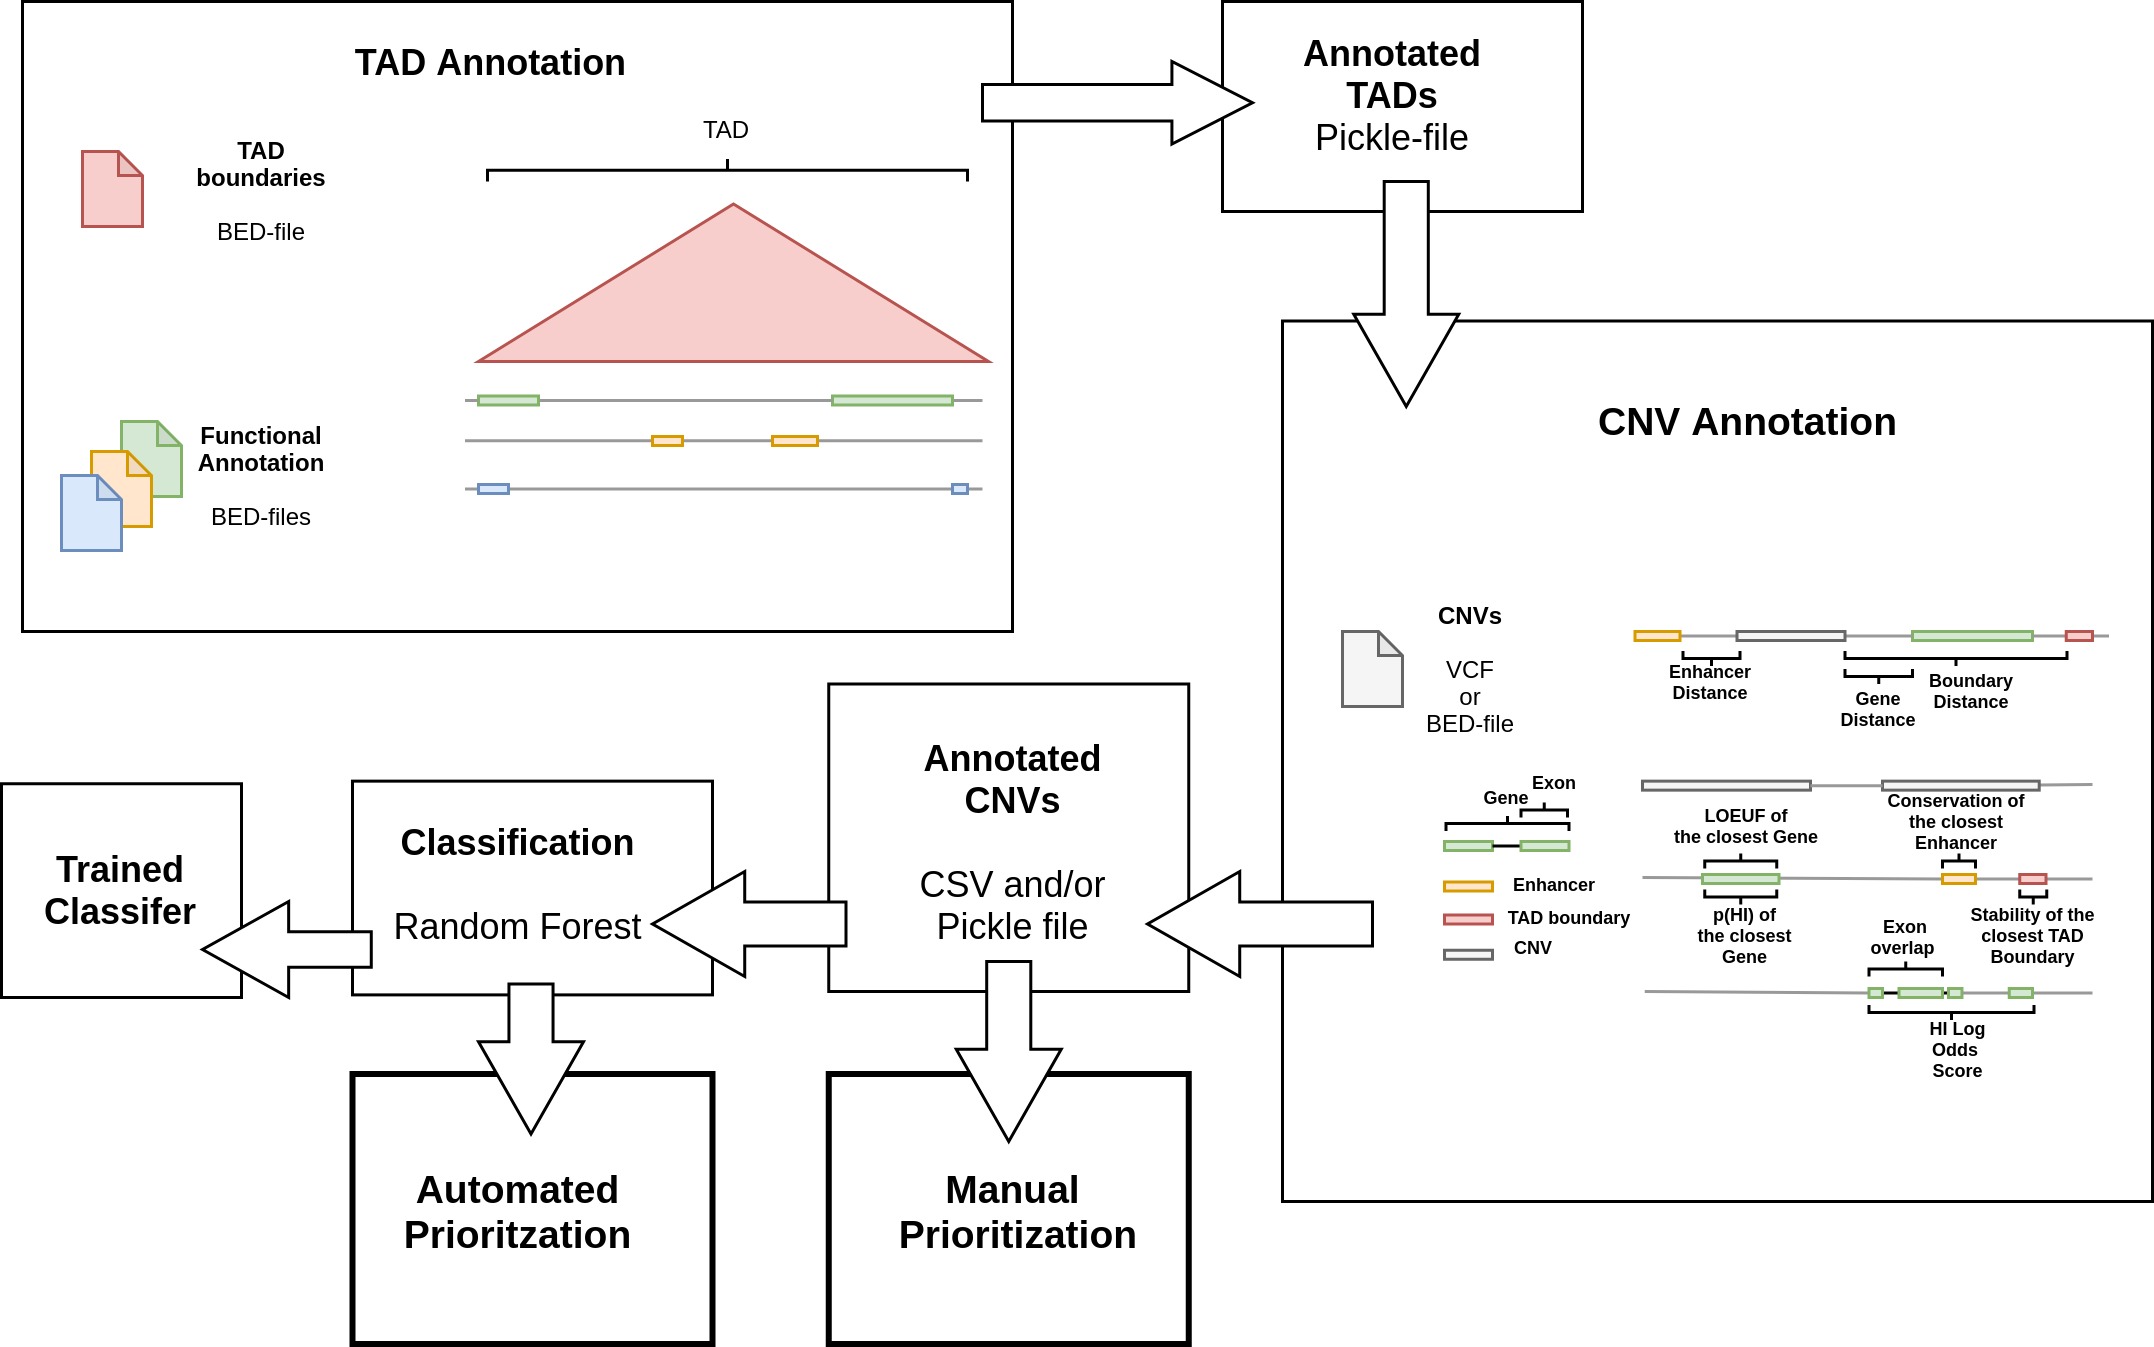 TAD Annotation
TAD
boundaries
BED-file
TAD
Functional
Annotation
BED-files
Annotated
TADs
Pickle-file
CNV Annotation
CNVs
VCF
or
BED-file
Enhancer
Distance
Gene
Distance
Boundary
Distance
Exon
Gene
Enhancer
TAD boundary
CNV
LOEUF of
the closest Gene
Conservation of
the closest
Enhancer
p(HI) of
the closest
Gene
Stability of the
closest TAD
Boundary
Exon
overlap
HI Log
Odds
Score
Annotated
CNVs
CSV and/or
Pickle file
Classification
Random Forest
Trained
Classifer
Automated
Prioritzation
Manual
Prioritization